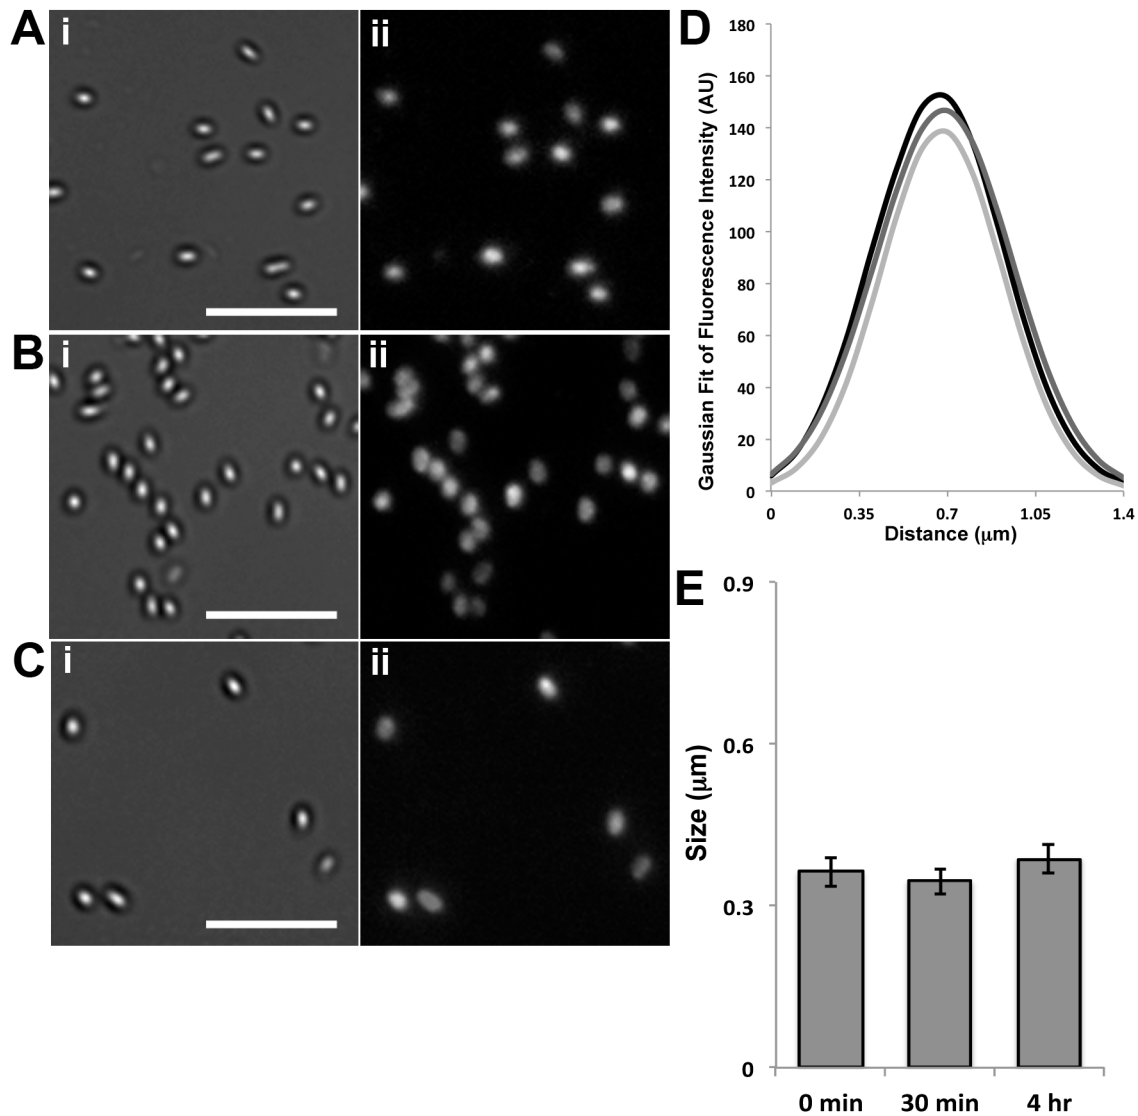 A
i
ii
B
i
ii
C
i
ii
D
Gaussian Fit of Fluorescence Intensity (AU)
180
160
140
120
100
80
60
40
20
0
0 0.35 0.7 1.05 1.4
Distance (μm)
E
Size (μm)
0.9
0.6
0.3
0
0 min 30 min 4 hr